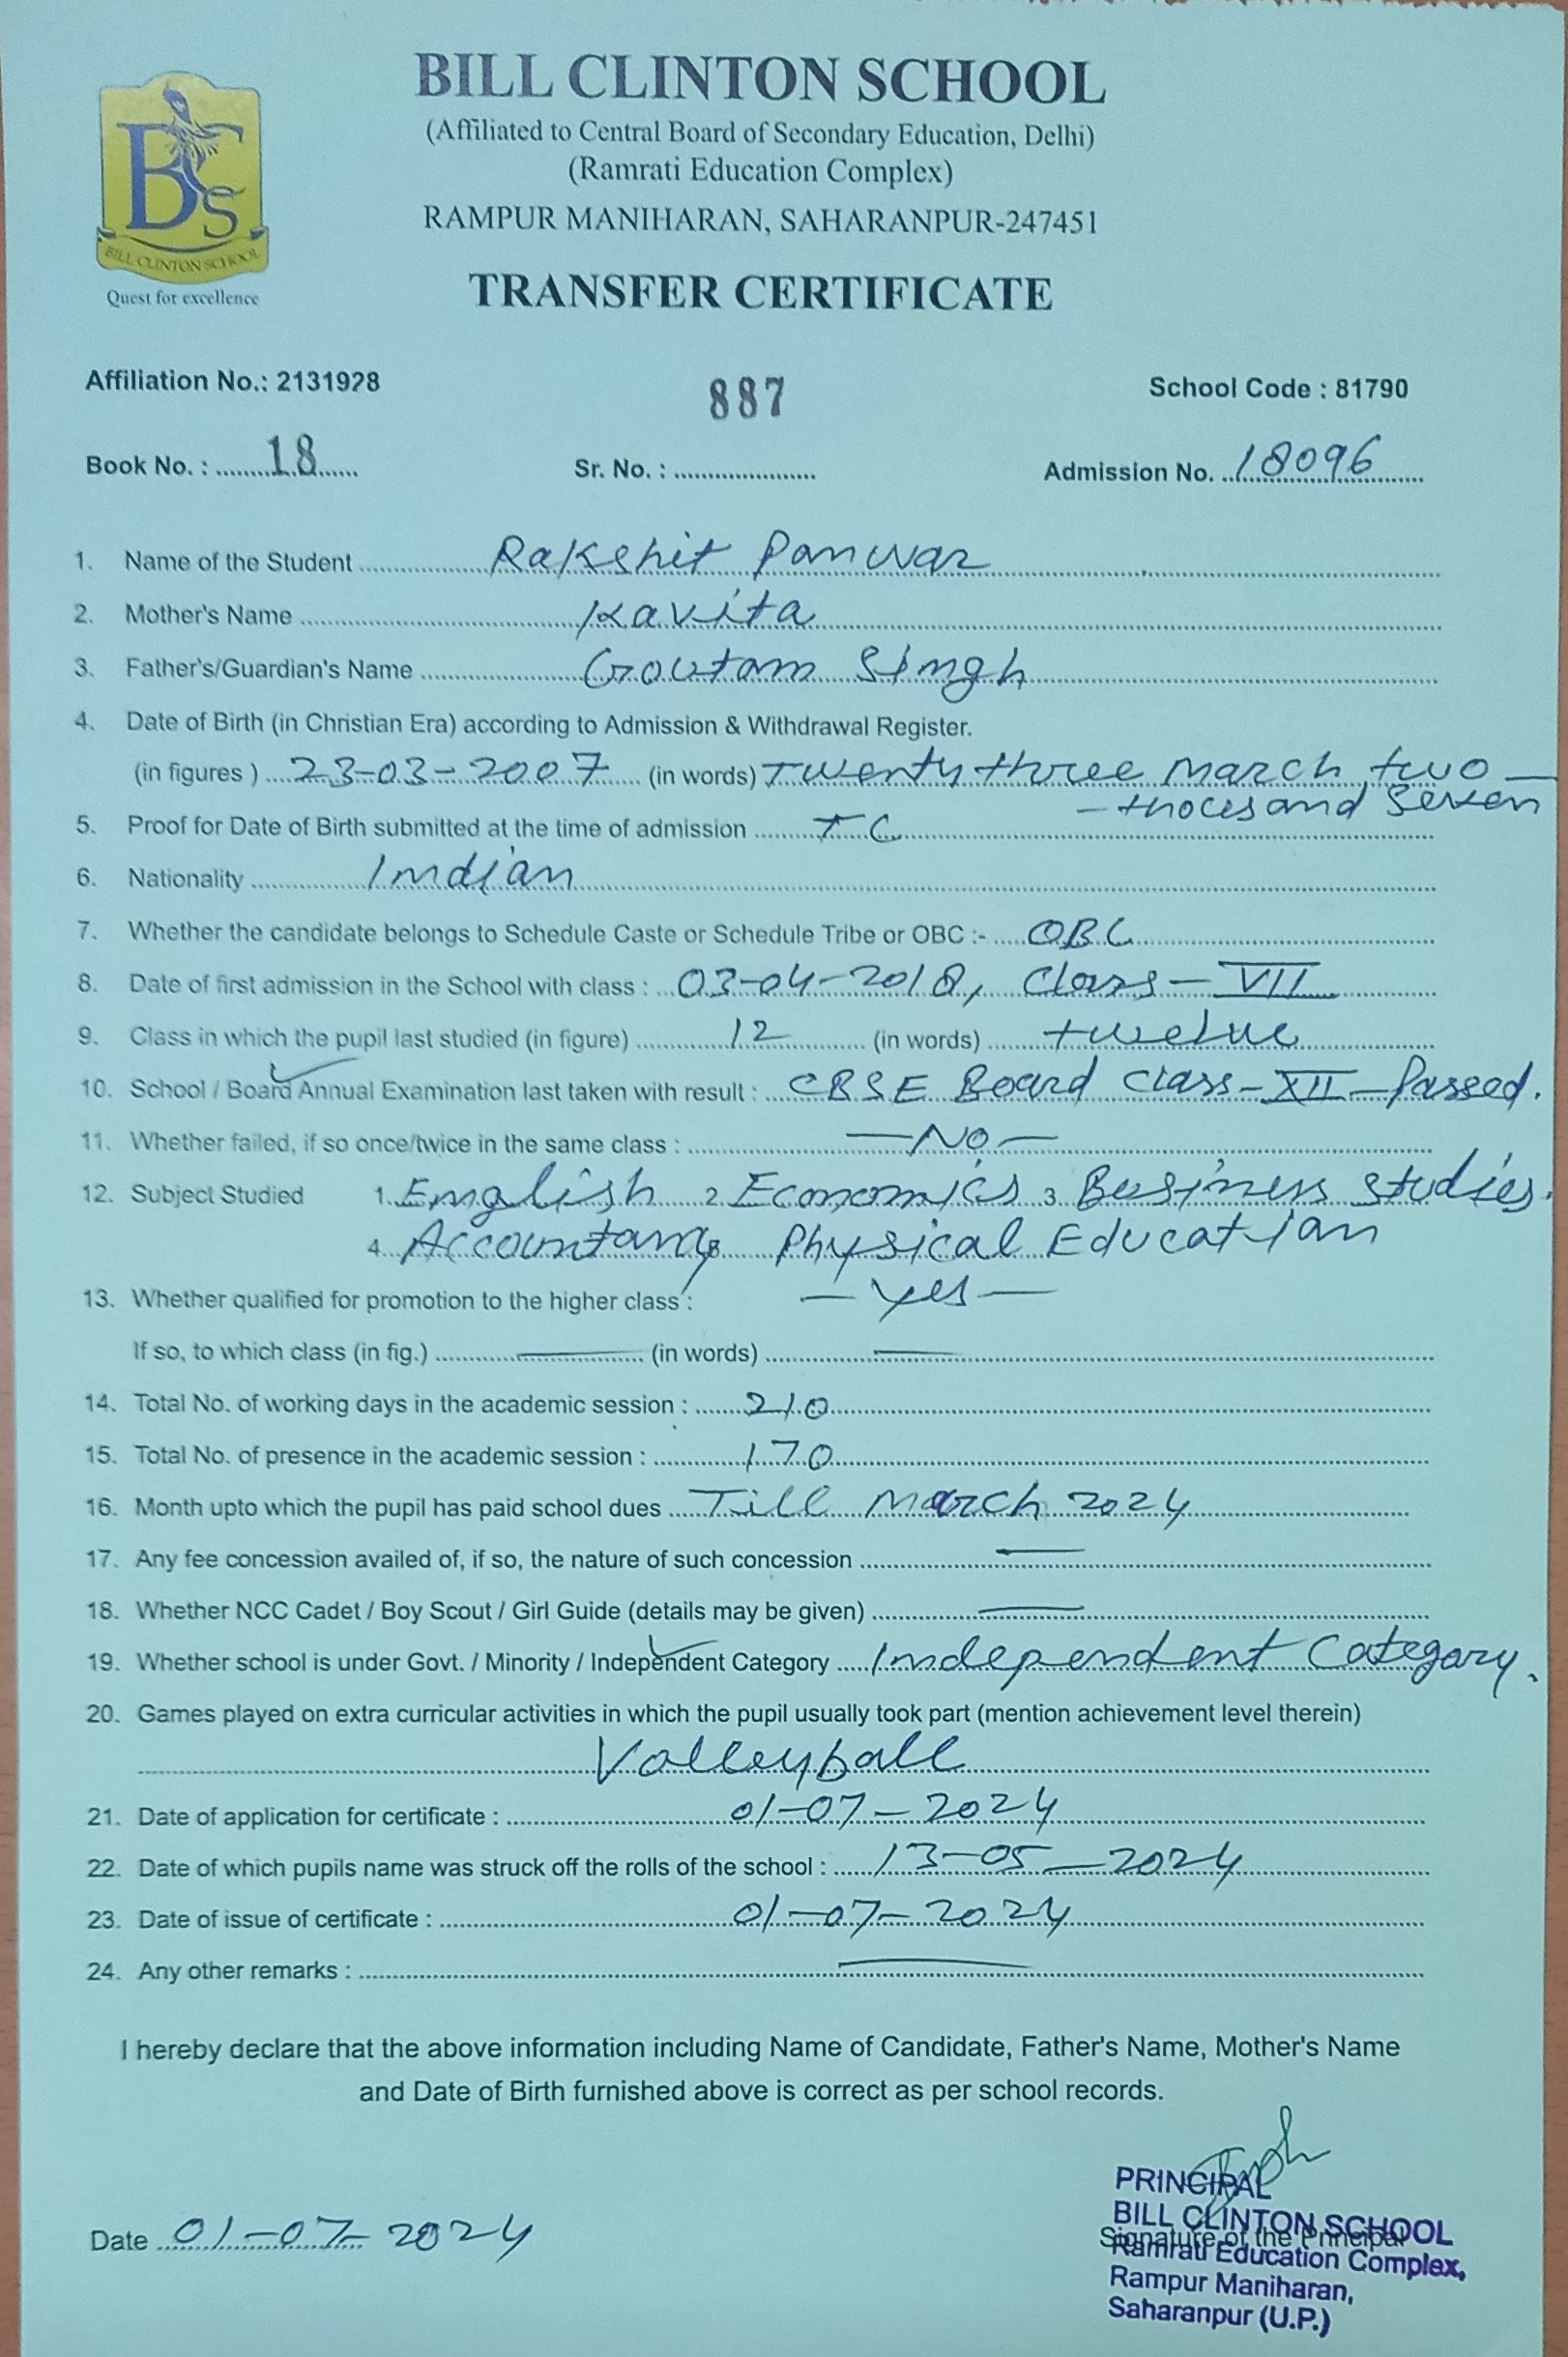 BILL CLINTON SCHOOL
(Affiliated to Central Board of Secondary Education, Delhi)
(Ramrati Education Complex)
RAMPUR MANIHARAN, SAHARANPUR-247451
TRANSFER CERTIFICATE
BCS
BILL CLINTON SCHOOL
Quest for excellence
Affiliation No.: 2131928 887 School Code : 81790
Book No. : 18 Sr. No. : Admission No. 18096
1. Name of the Student Rakshit Panwar
2. Mother's Name Kavita
3. Father's/Guardian's Name Goutam Singh
4. Date of Birth (in Christian Era) according to Admission & Withdrawal Register.
(in figures ) 23-03-2007 (in words) Twenty three March two
- thousand Seven
5. Proof for Date of Birth submitted at the time of admission TC
6. Nationality Indian
7. Whether the candidate belongs to Schedule Caste or Schedule Tribe or OBC :- OBC
8. Date of first admission in the School with class : 03-04-2018, Class - VII
9. Class in which the pupil last studied (in figure) 12 (in words) twelve
10. School / Board Annual Examination last taken with result : CBSE Board Class - XII - Passed.
11. Whether failed, if so once/twice in the same class : - No -
12. Subject Studied 1. English 2. Economics 3. Business Studies.
4. Accountancy Physical Education
13. Whether qualified for promotion to the higher class : - Yes -
If so, to which class (in fig.) (in words)
14. Total No. of working days in the academic session : 210
15. Total No. of presence in the academic session : 170
16. Month upto which the pupil has paid school dues Till March 2024
17. Any fee concession availed of, if so, the nature of such concession
18. Whether NCC Cadet / Boy Scout / Girl Guide (details may be given)
19. Whether school is under Govt. / Minority / Independent Category Independent Category.
20. Games played on extra curricular activities in which the pupil usually took part (mention achievement level therein)
Volleyball
21. Date of application for certificate : 01-07-2024
22. Date of which pupils name was struck off the rolls of the school : 13-05-2024
23. Date of issue of certificate : 01-07-2024
24. Any other remarks :
I hereby declare that the above information including Name of Candidate, Father's Name, Mother's Name
and Date of Birth furnished above is correct as per school records.
PRINCIPAL
BILL CLINTON SCHOOL
Date 01-07-2024 Signature of the Principal
Ramrati Education Complex,
Rampur Maniharan,
Saharanpur (U.P.)